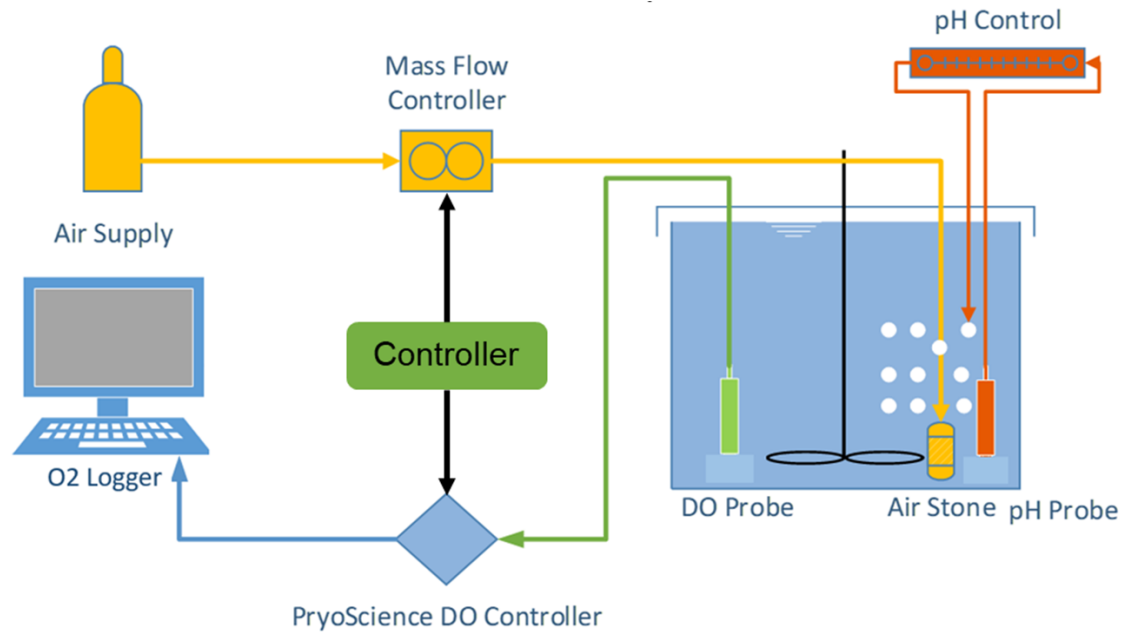 pH Control
Mass Flow
Controller
Air Supply
Controller
O2 Logger
DO Probe
Air Stone
pH Probe
PryoScience DO Controller